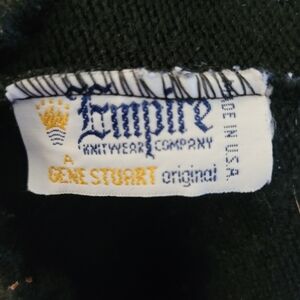 Empire
KNITWEAR COMPANY
A
GENE STUART original
MADE IN U.S.A.